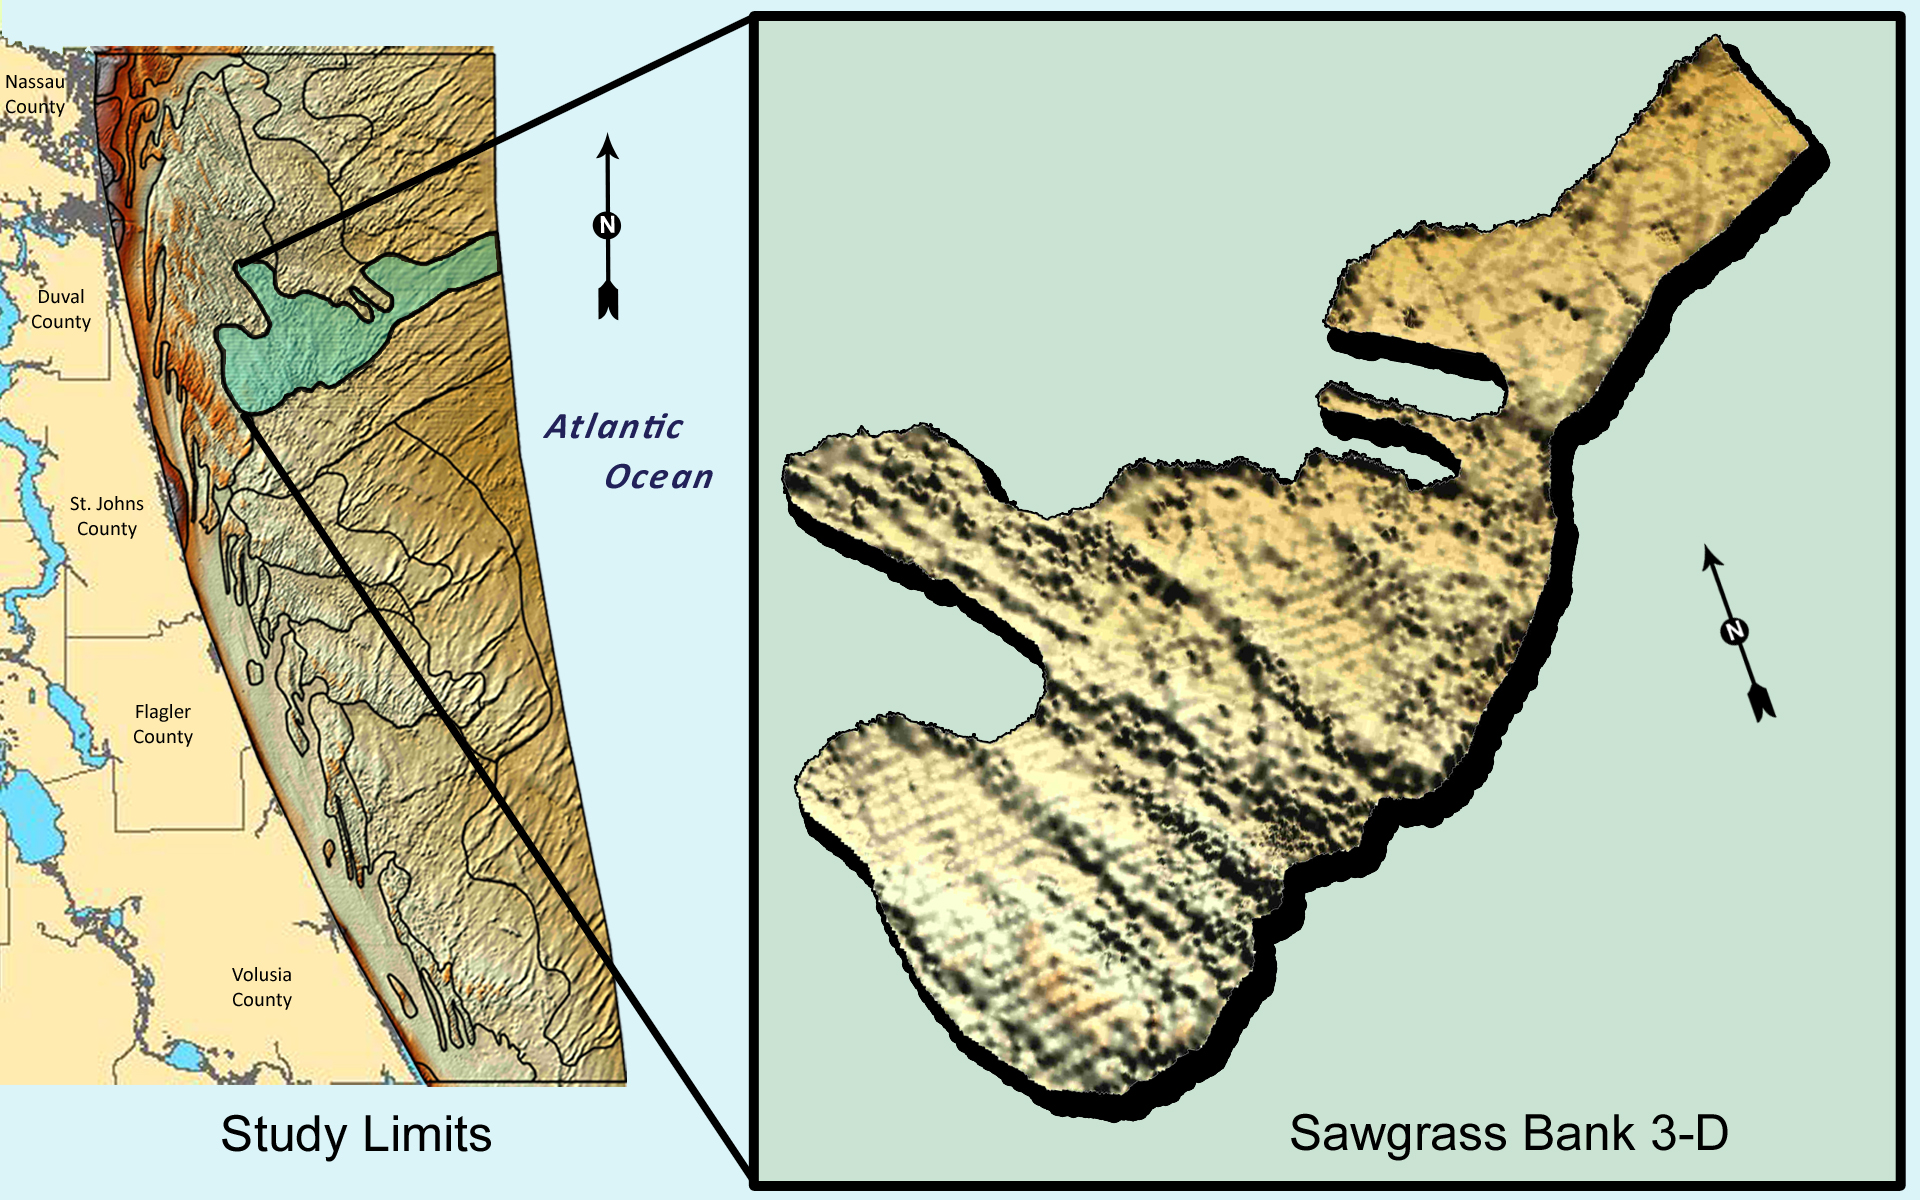 Nassau
County
Duval
County
St. Johns
County
Flagler
County
Volusia
County
N
Atlantic
Ocean
Study Limits
N
Sawgrass Bank 3-D